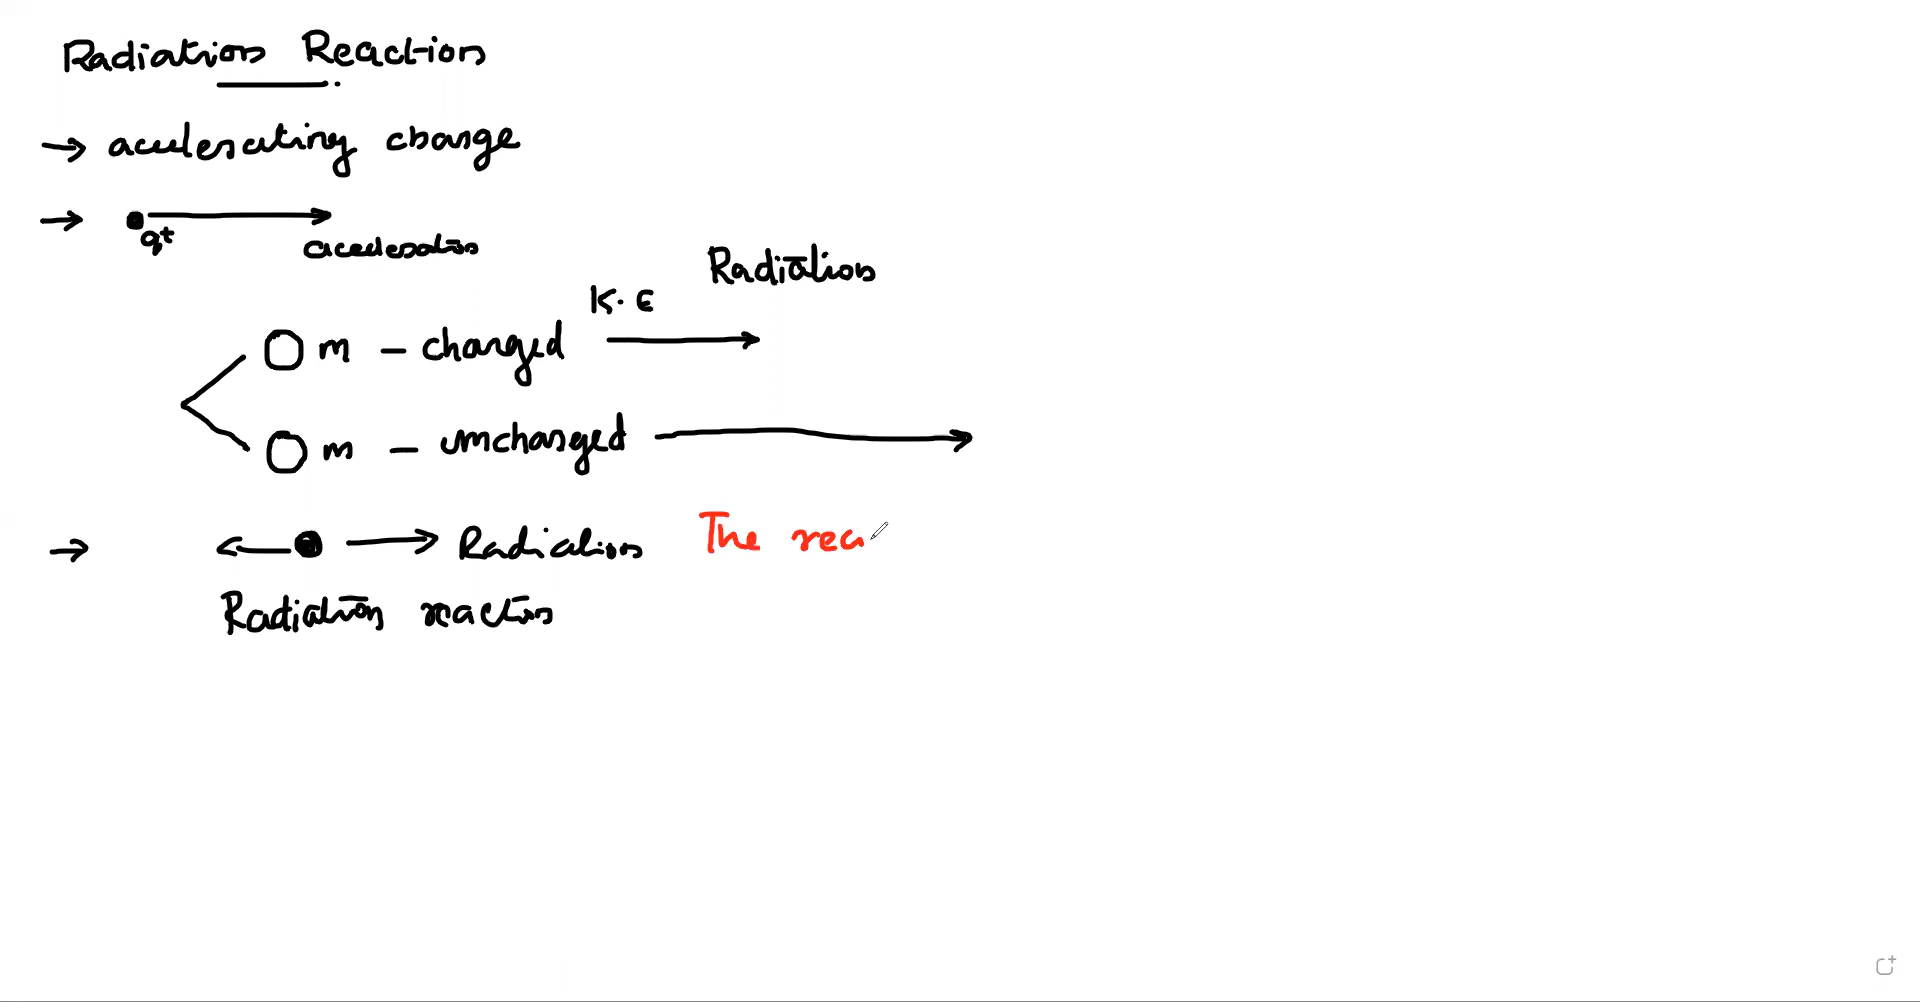 Radiation Reaction
→ accelerating charge
→ q+
acceleration
Radiation
K.E
m - charged
m - uncharged
→ Radiation
The rea
Radiation reaction